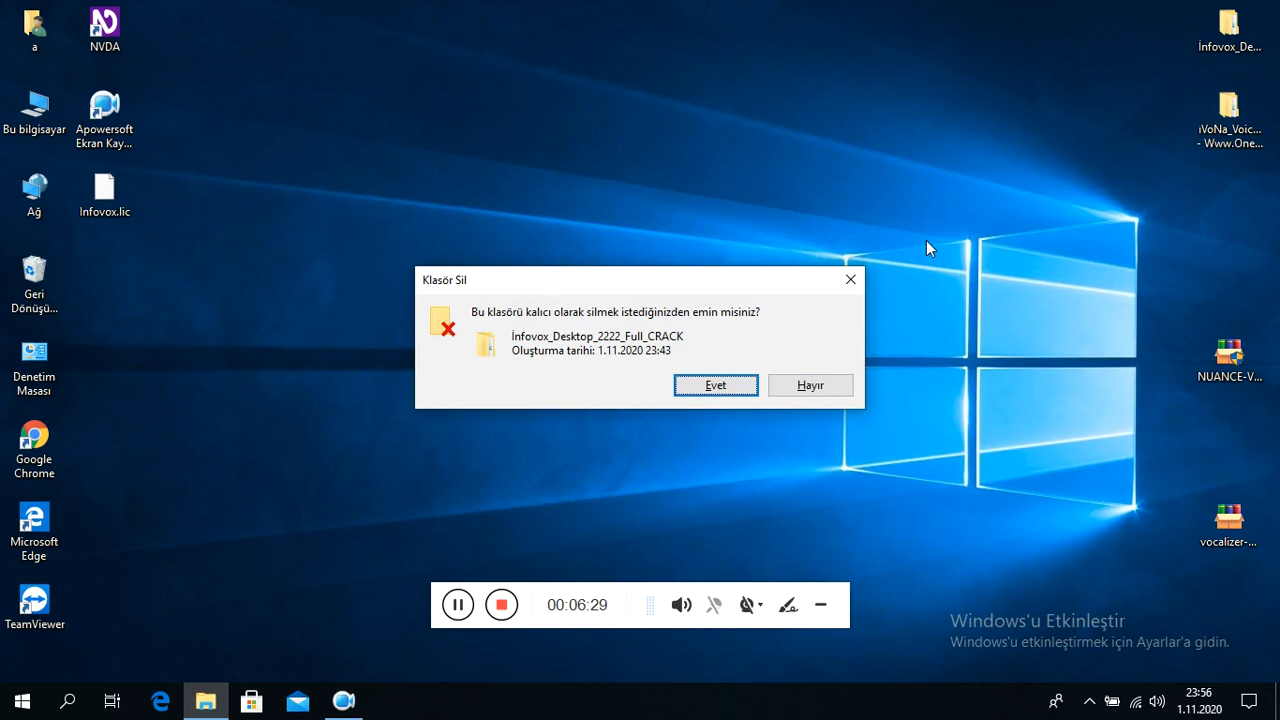 a
NVDA
Bu bilgisayar
Apowersoft
Ekran Kay...
Ağ
Infovox.lic
Geri
Dönüşü...
Denetim
Masası
Google
Chrome
Microsoft
Edge
TeamViewer
İnfovox_De...
ıVoNa_Voic...
- Www.One...
NUANCE-V...
vocalizer-...
Klasör Sil
Bu klasörü kalıcı olarak silmek istediğinizden emin misiniz?
İnfovox_Desktop_2222_Full_CRACK
Oluşturma tarihi: 1.11.2020 23:43
Evet
Hayır
00:06:29
Windows'u Etkinleştir
Windows'u etkinleştirmek için Ayarlar'a gidin.
23:56
1.11.2020